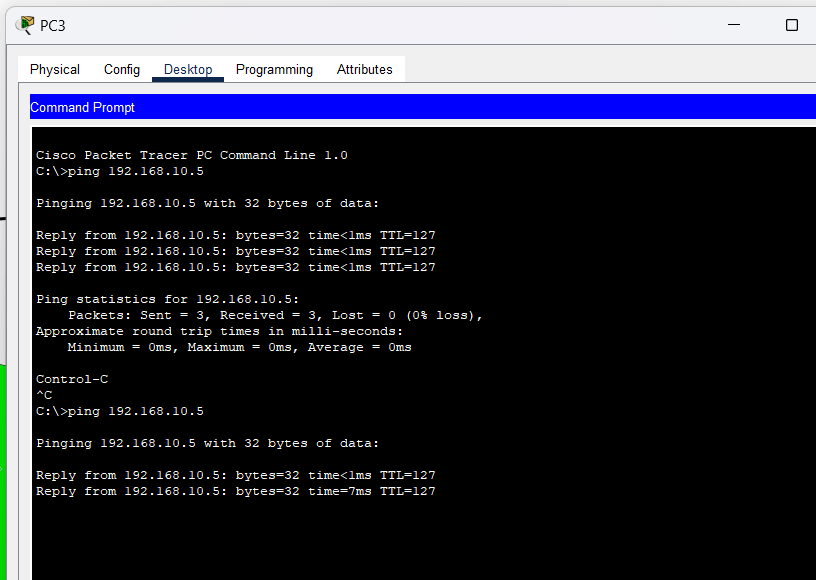 PC3
Physical Config Desktop Programming Attributes
Command Prompt
Cisco Packet Tracer PC Command Line 1.0
C:\>ping 192.168.10.5
Pinging 192.168.10.5 with 32 bytes of data:
Reply from 192.168.10.5: bytes=32 time<1ms TTL=127
Reply from 192.168.10.5: bytes=32 time<1ms TTL=127
Reply from 192.168.10.5: bytes=32 time<1ms TTL=127
Ping statistics for 192.168.10.5:
    Packets: Sent = 3, Received = 3, Lost = 0 (0% loss),
Approximate round trip times in milli-seconds:
    Minimum = 0ms, Maximum = 0ms, Average = 0ms
Control-C
^C
C:\>ping 192.168.10.5
Pinging 192.168.10.5 with 32 bytes of data:
Reply from 192.168.10.5: bytes=32 time<1ms TTL=127
Reply from 192.168.10.5: bytes=32 time=7ms TTL=127